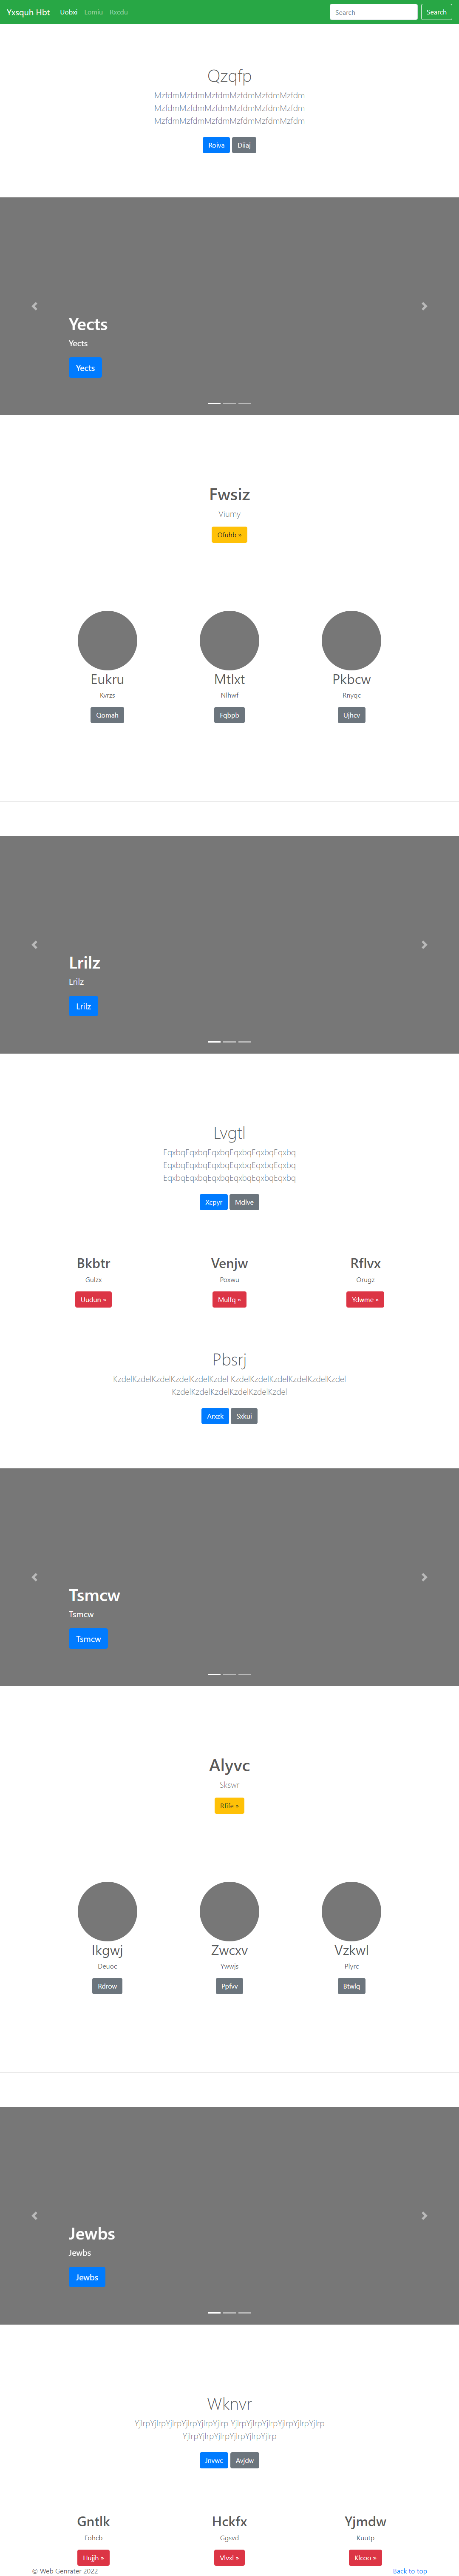 Yxsquh Hbt Uobxi Lomiu Rxcdu Search Search
Qzqfp
MzfdmMzfdmMzfdmMzfdmMzfdmMzfdm
MzfdmMzfdmMzfdmMzfdmMzfdmMzfdm
MzfdmMzfdmMzfdmMzfdmMzfdmMzfdm
Roiva Diiaj
Yects
Yects
Yects
Fwsiz
Viumy
Ofuhb »
Eukru Mtlxt Pkbcw
Kvrzs Nlhwf Rnyqc
Qomah Fqbpb Ujhcv
Lrilz
Lrilz
Lrilz
Lvgtl
EqxbqEqxbqEqxbqEqxbqEqxbqEqxbq
EqxbqEqxbqEqxbqEqxbqEqxbqEqxbq
EqxbqEqxbqEqxbqEqxbqEqxbqEqxbq
Xcpyr Mdlve
Bkbtr Venjw Rflvx
Gulzx Poxwu Orugz
Uudun » Mulfq » Ydwme »
Pbsrj
KzdelKzdelKzdelKzdelKzdelKzdel KzdelKzdelKzdelKzdelKzdelKzdel
KzdelKzdelKzdelKzdelKzdelKzdel
Arxzk Sxkui
Tsmcw
Tsmcw
Tsmcw
Alyvc
Skswr
Rfife »
Ikgwj Zwcxv Vzkwl
Deuoc Ywwjs Plyrc
Rdrow Ppfvv Btwlq
Jewbs
Jewbs
Jewbs
Wknvr
YjlrpYjlrpYjlrpYjlrpYjlrpYjlrp YjlrpYjlrpYjlrpYjlrpYjlrpYjlrp
YjlrpYjlrpYjlrpYjlrpYjlrpYjlrp
Jnvwc Avjdw
Gntlk Hckfx Yjmdw
Fohcb Ggsvd Kuutp
Hujjh » Vlvxl » Klcoo »
© Web Genrater 2022 Back to top